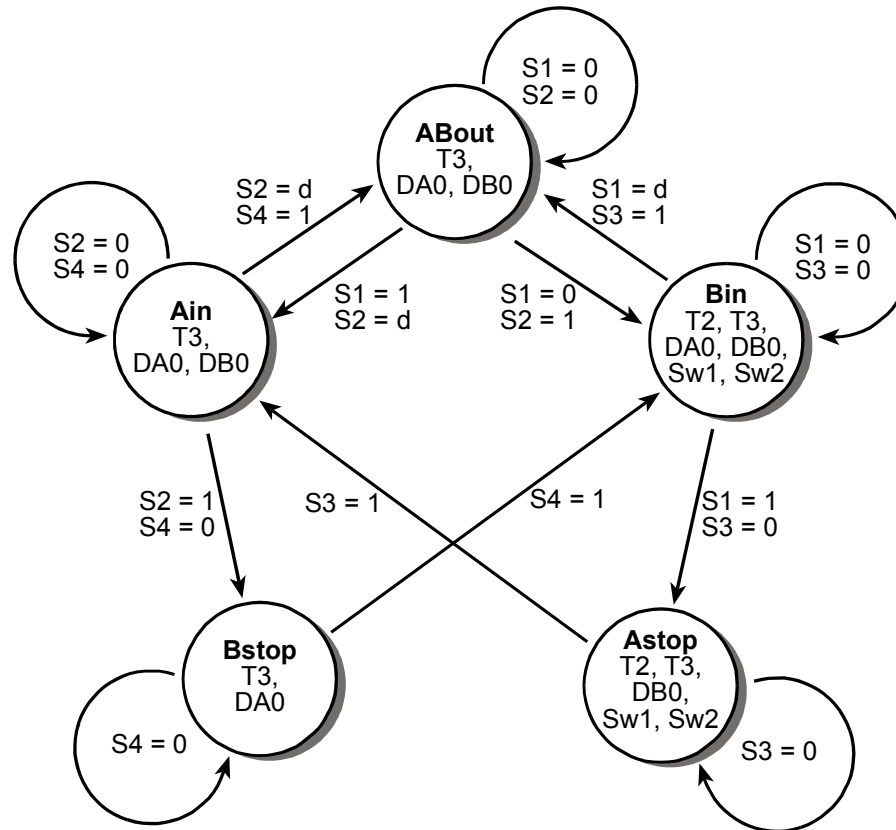 S1 = 0
S2 = 0
ABout
T3,
DA0, DB0
S2 = d
S4 = 1
S1 = d
S3 = 1
S2 = 0
S4 = 0
S1 = 0
S3 = 0
Ain
T3,
DA0, DB0
S1 = 1
S2 = d
S1 = 0
S2 = 1
Bin
T2, T3,
DA0, DB0,
Sw1, Sw2
S2 = 1
S4 = 0
S3 = 1
S4 = 1
S1 = 1
S3 = 0
Bstop
T3,
DA0
Astop
T2, T3,
DB0,
Sw1, Sw2
S4 = 0
S3 = 0